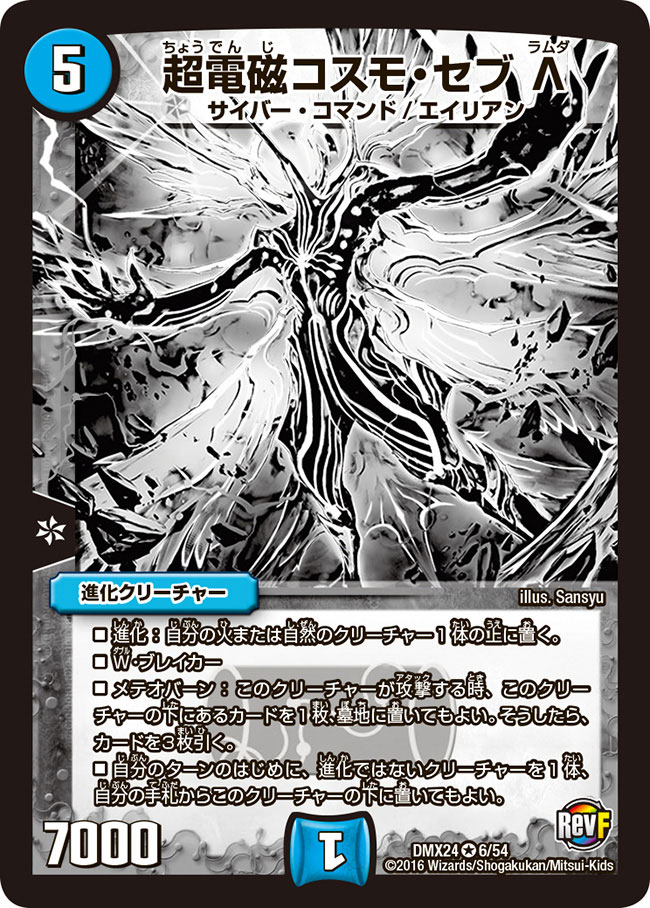 5
ちょうでんじ ラムダ
超電磁コスモ・セブ Λ
サイバー・コマンド / エイリアン
進化クリーチャー
illus. Sansyu
■ 進化：自分の火または自然のクリーチャー1体の上に置く。
■ W・ブレイカー
■ メテオバーン：このクリーチャーが攻撃する時、このクリー
チャーの下にあるカードを1枚、墓地に置いてもよい。そうしたら、
カードを3枚引く。
■ 自分のターンのはじめに、進化ではないクリーチャーを1体、
自分の手札からこのクリーチャーの下に置いてもよい。
7000
1
RevF
DMX24 ✪ 6/54
©2016 Wizards/Shogakukan/Mitsui-Kids